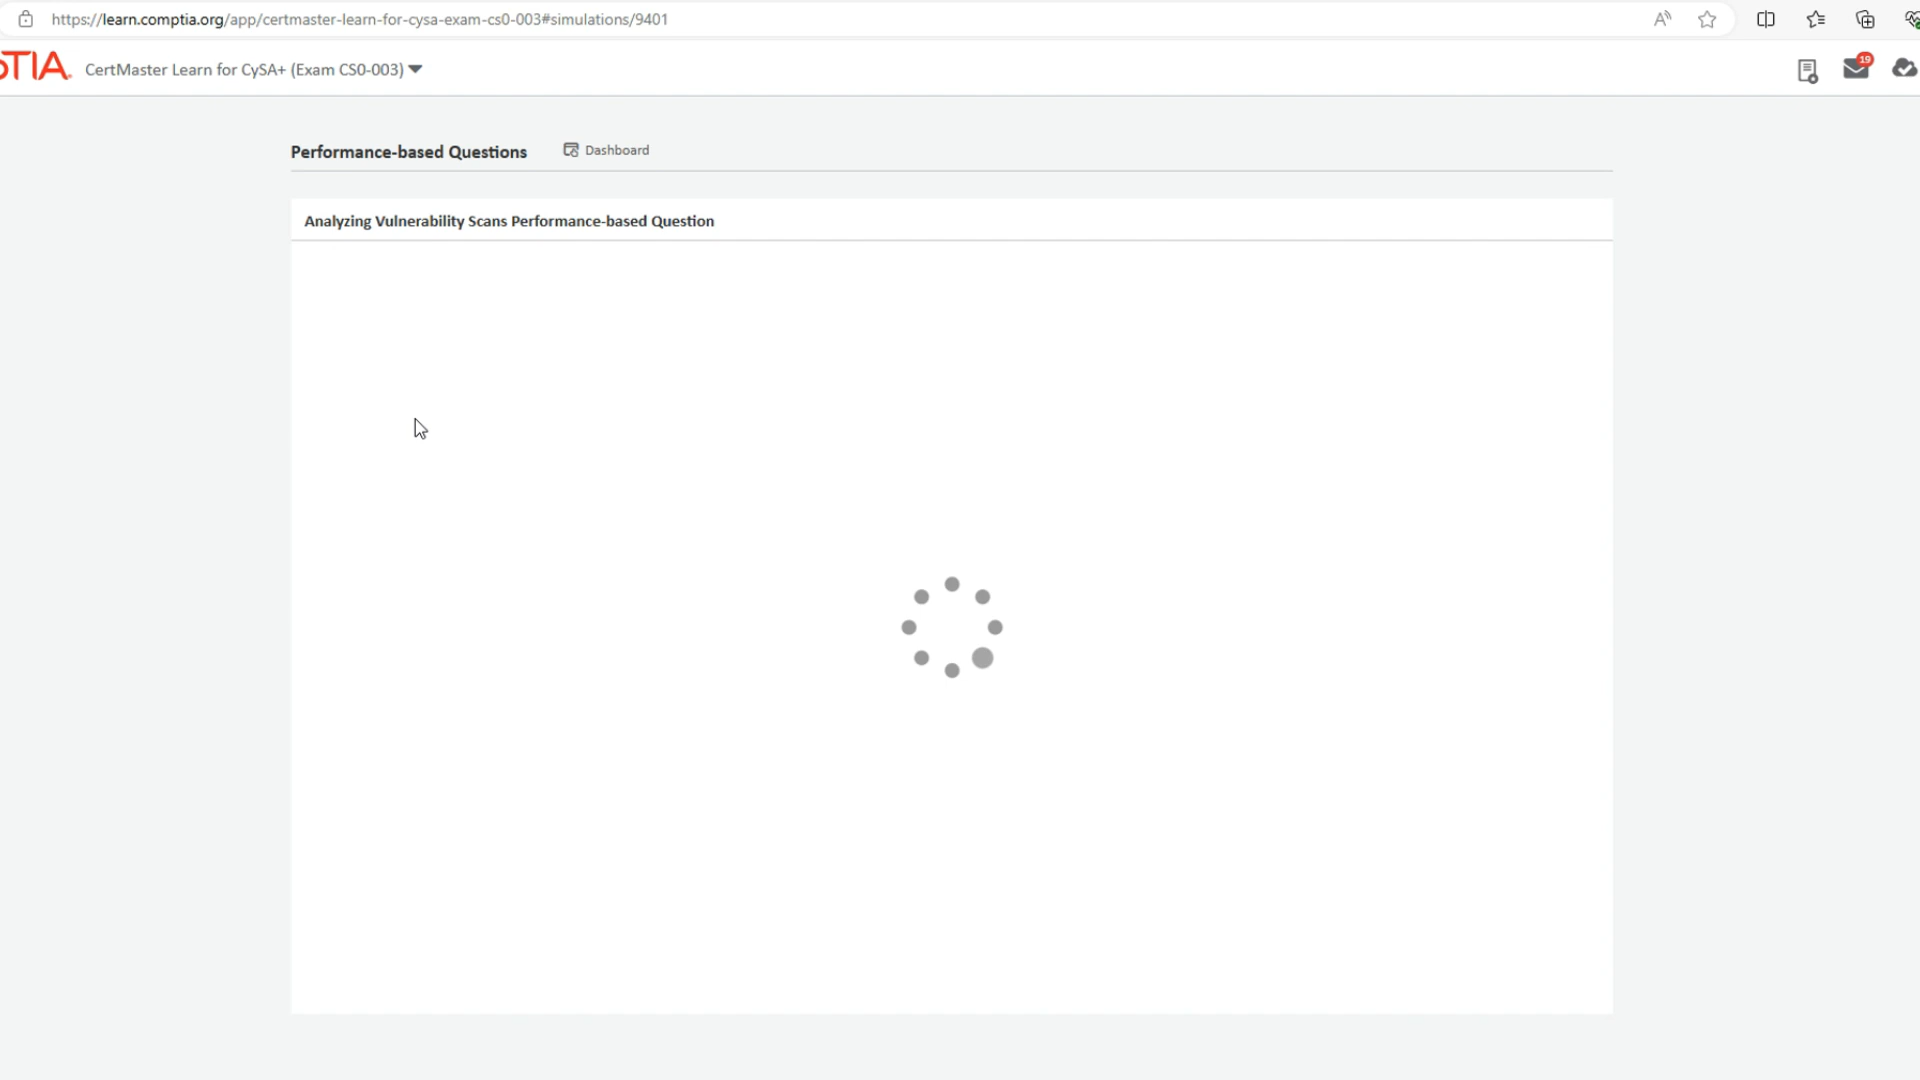 https://learn.comptia.org/app/certmaster-learn-for-cysa-exam-cs0-003#simulations/9401
STIA. CertMaster Learn for CySA+ (Exam CS0-003)
19
Performance-based Questions
Dashboard
Analyzing Vulnerability Scans Performance-based Question